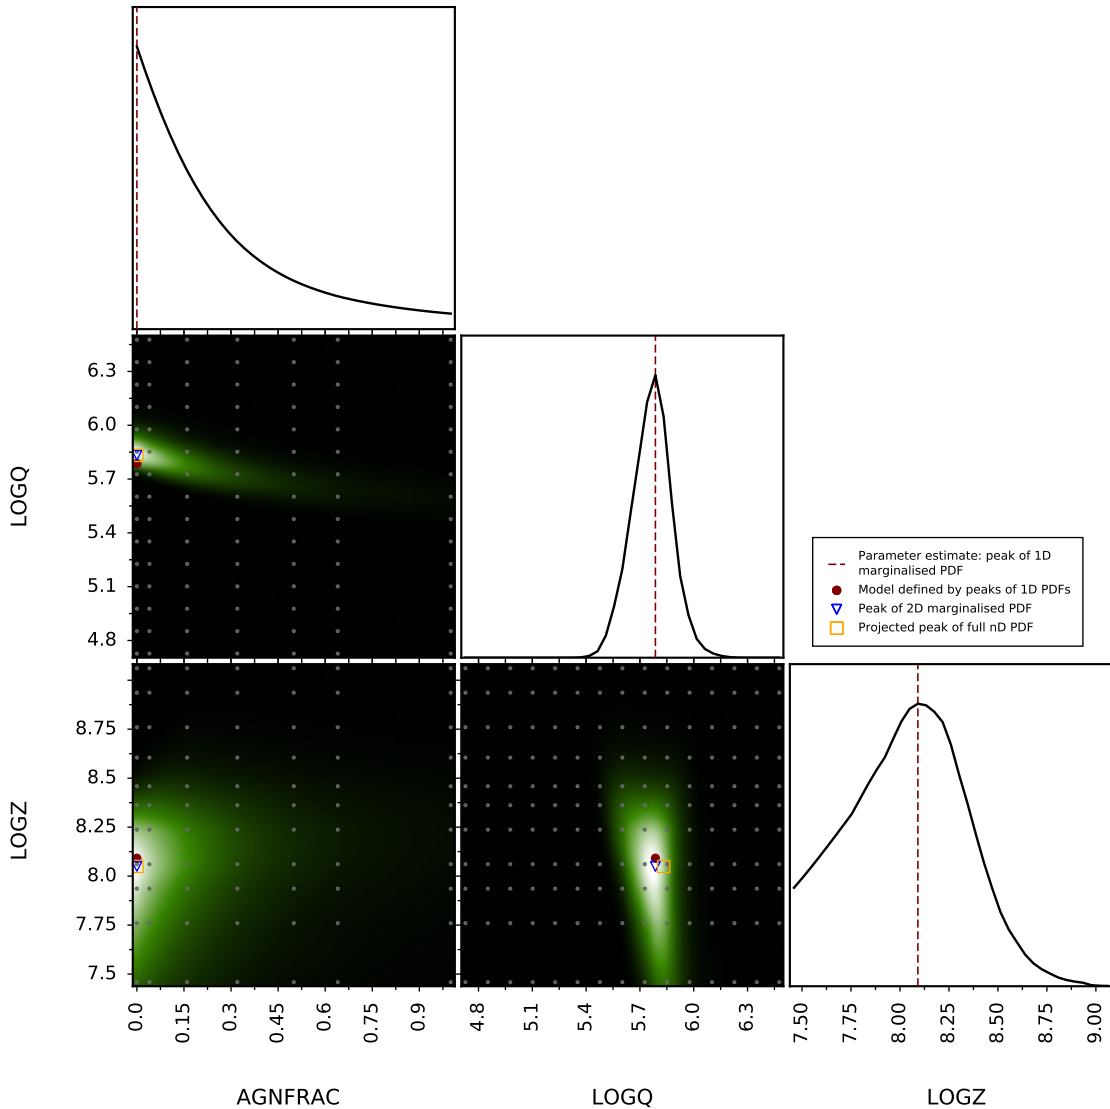 6.3
6.0
5.7
5.4
5.1
4.8
LOGQ
Parameter estimate: peak of 1D
marginalised PDF
Model defined by peaks of 1D PDFs
Peak of 2D marginalised PDF
Projected peak of full nD PDF
8.75
8.5
8.25
8.0
7.75
7.5
LOGZ
0.0 0.15 0.3 0.45 0.6 0.75 0.9
4.8 5.1 5.4 5.7 6.0 6.3
7.50 7.75 8.00 8.25 8.50 8.75 9.00
AGNFRAC LOGQ LOGZ